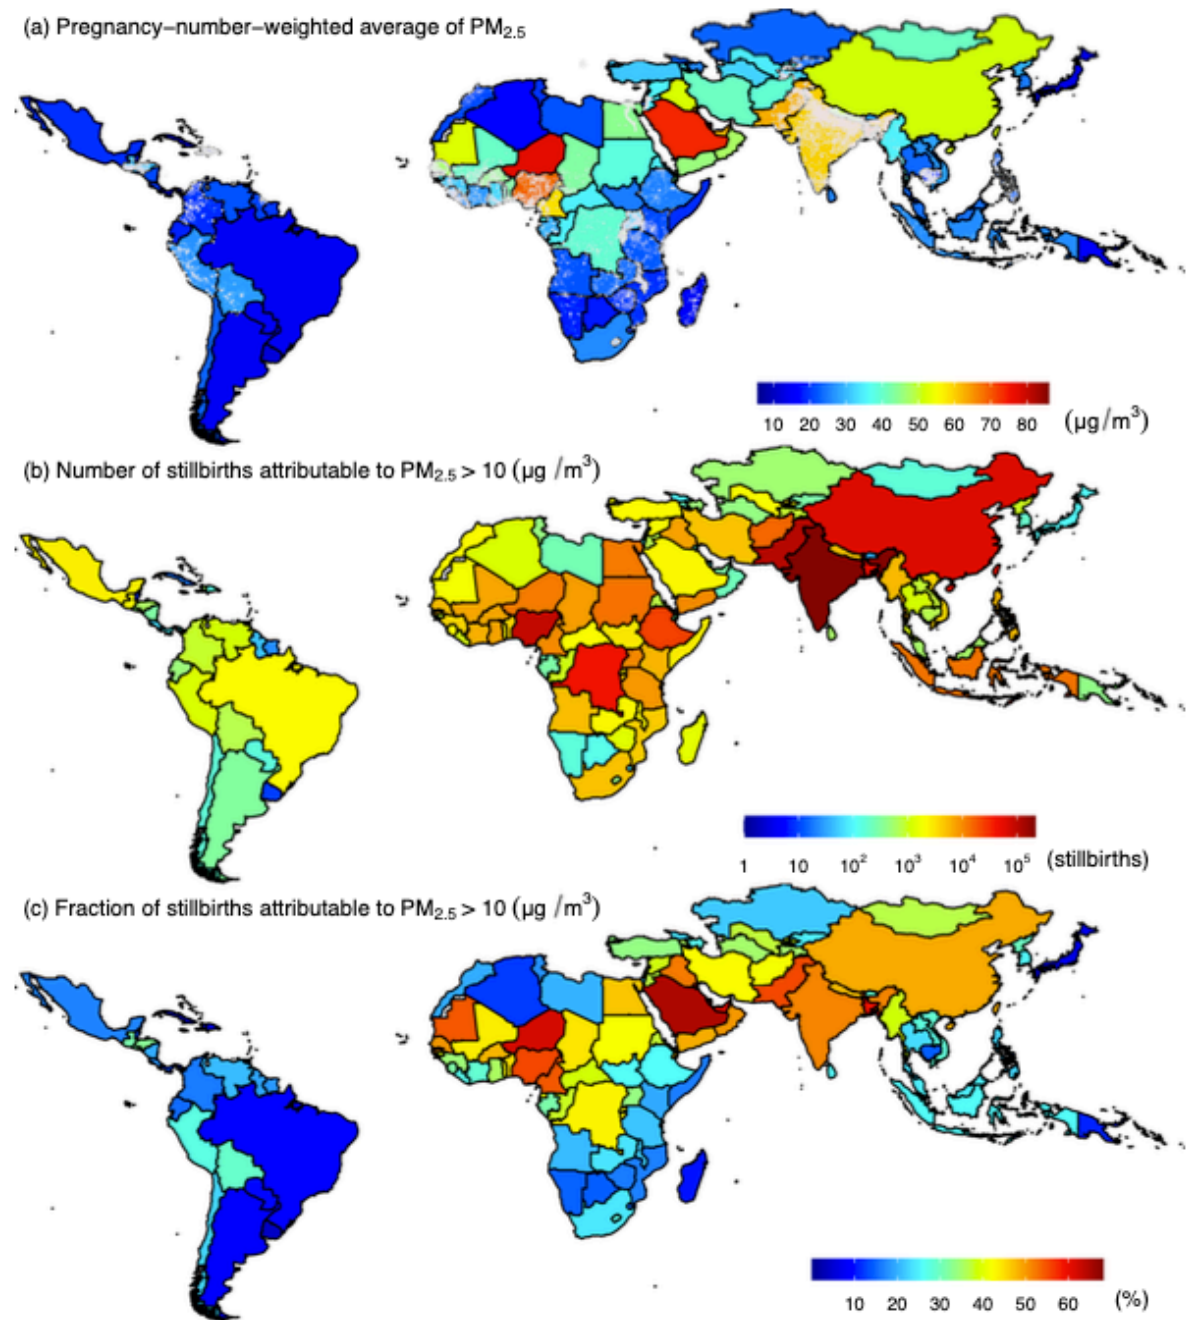 (a) Pregnancy−number−weighted average of PM₂.₅
10 20 30 40 50 60 70 80 (µg/m³)
(b) Number of stillbirths attributable to PM₂.₅ > 10 (µg /m³)
1 10 10² 10³ 10⁴ 10⁵ (stillbirths)
(c) Fraction of stillbirths attributable to PM₂.₅ > 10 (µg /m³)
10 20 30 40 50 60 (%)